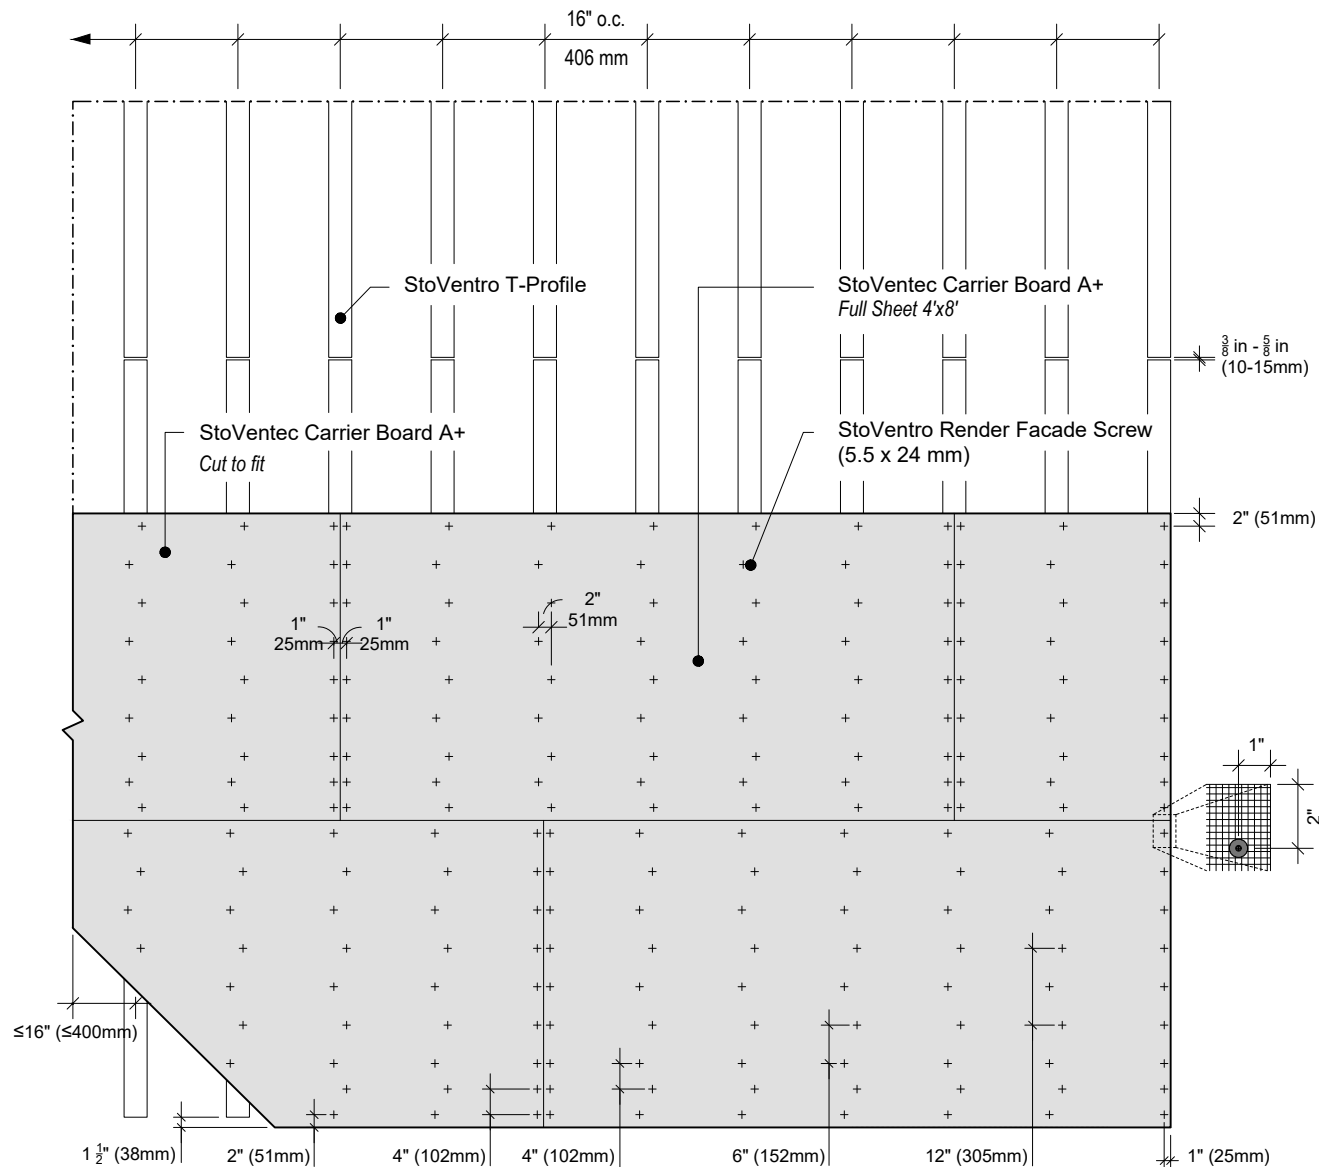 16" o.c.
406 mm
StoVentro T-Profile
StoVentec Carrier Board A+
Full Sheet 4'x8'
3/8 in - 5/8 in
(10-15mm)
StoVentec Carrier Board A+
Cut to fit
StoVentro Render Facade Screw
(5.5 x 24 mm)
2" (51mm)
2"
51mm
1"
25mm
1"
25mm
1"
2"
≤16" (≤400mm)
1 1/2" (38mm)
2" (51mm)
4" (102mm)
4" (102mm)
6" (152mm)
12" (305mm)
1" (25mm)